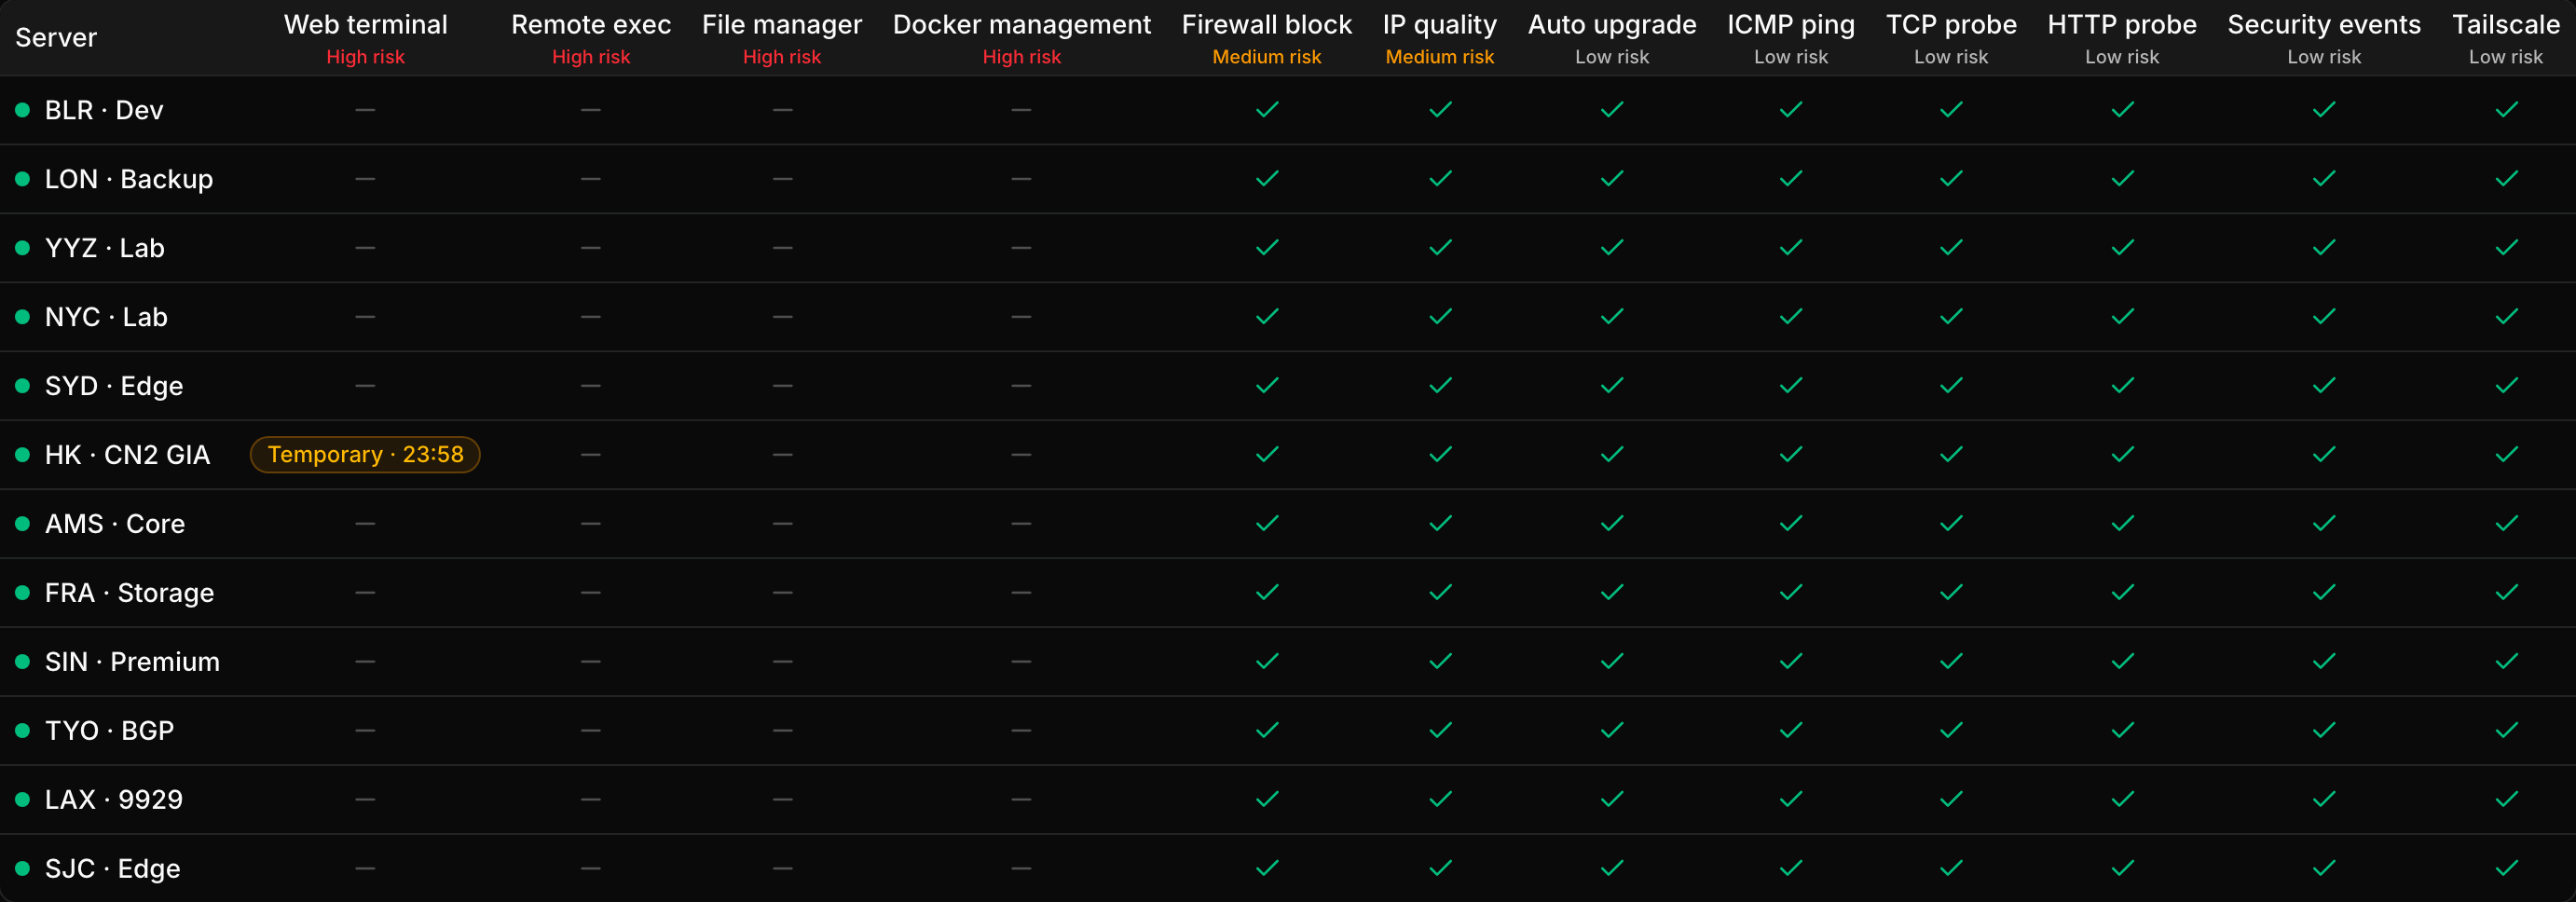 Server Web terminal Remote exec File manager Docker management Firewall block IP quality Auto upgrade ICMP ping TCP probe HTTP probe Security events Tailscale
High risk High risk High risk High risk Medium risk Medium risk Low risk Low risk Low risk Low risk Low risk Low risk
BLR · Dev — — — — ✓ ✓ ✓ ✓ ✓ ✓ ✓ ✓
LON · Backup — — — — ✓ ✓ ✓ ✓ ✓ ✓ ✓ ✓
YYZ · Lab — — — — ✓ ✓ ✓ ✓ ✓ ✓ ✓ ✓
NYC · Lab — — — — ✓ ✓ ✓ ✓ ✓ ✓ ✓ ✓
SYD · Edge — — — — ✓ ✓ ✓ ✓ ✓ ✓ ✓ ✓
HK · CN2 GIA Temporary · 23:58 — — — ✓ ✓ ✓ ✓ ✓ ✓ ✓ ✓
AMS · Core — — — — ✓ ✓ ✓ ✓ ✓ ✓ ✓ ✓
FRA · Storage — — — — ✓ ✓ ✓ ✓ ✓ ✓ ✓ ✓
SIN · Premium — — — — ✓ ✓ ✓ ✓ ✓ ✓ ✓ ✓
TYO · BGP — — — — ✓ ✓ ✓ ✓ ✓ ✓ ✓ ✓
LAX · 9929 — — — — ✓ ✓ ✓ ✓ ✓ ✓ ✓ ✓
SJC · Edge — — — — ✓ ✓ ✓ ✓ ✓ ✓ ✓ ✓